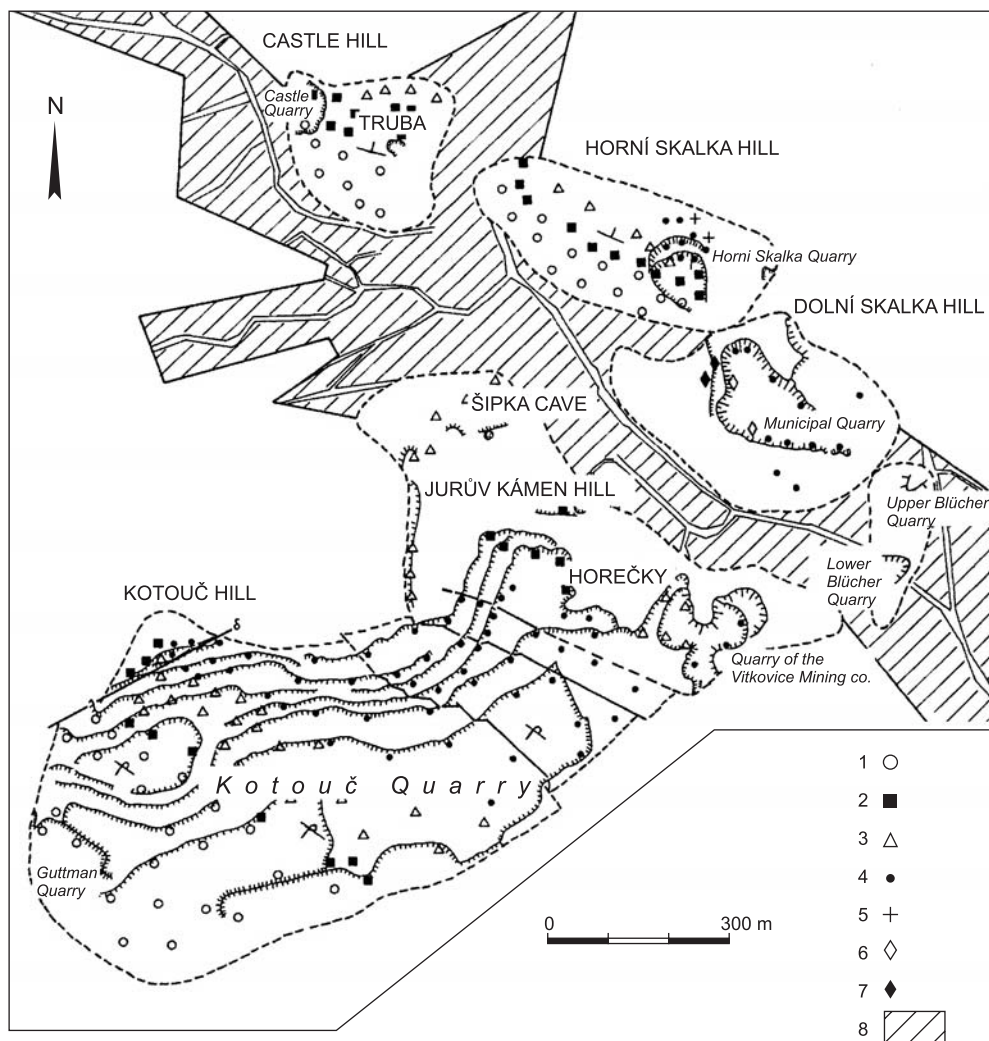 CASTLE HILL
N
Castle
Quarry
TRUBA
HORNÍ SKALKA HILL
Horni Skalka Quarry
DOLNÍ SKALKA HILL
Municipal Quarry
ŠIPKA CAVE
JURŮV KÁMEN HILL
Upper Blücher
Quarry
Lower
Blücher
Quarry
HOREČKY
KOTOUČ HILL
Quarry of the
Vitkovice Mining co.
Kotouč Quarry
Guttman
Quarry
0 300 m
1
2
3
4
5
6
7
8